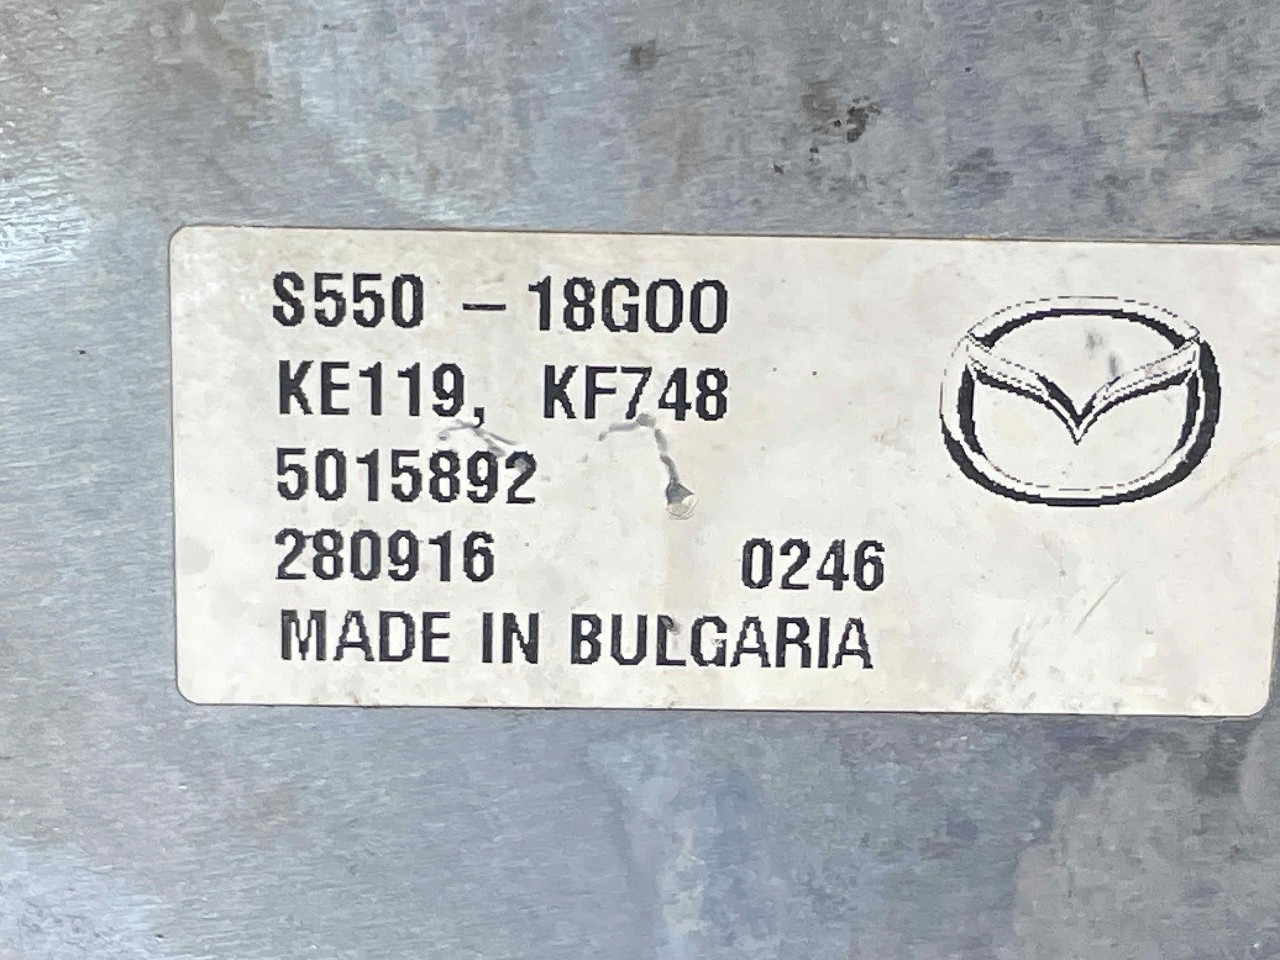 S550 - 18G00
KE119, KF748
5015892
280916 0246
MADE IN BULGARIA